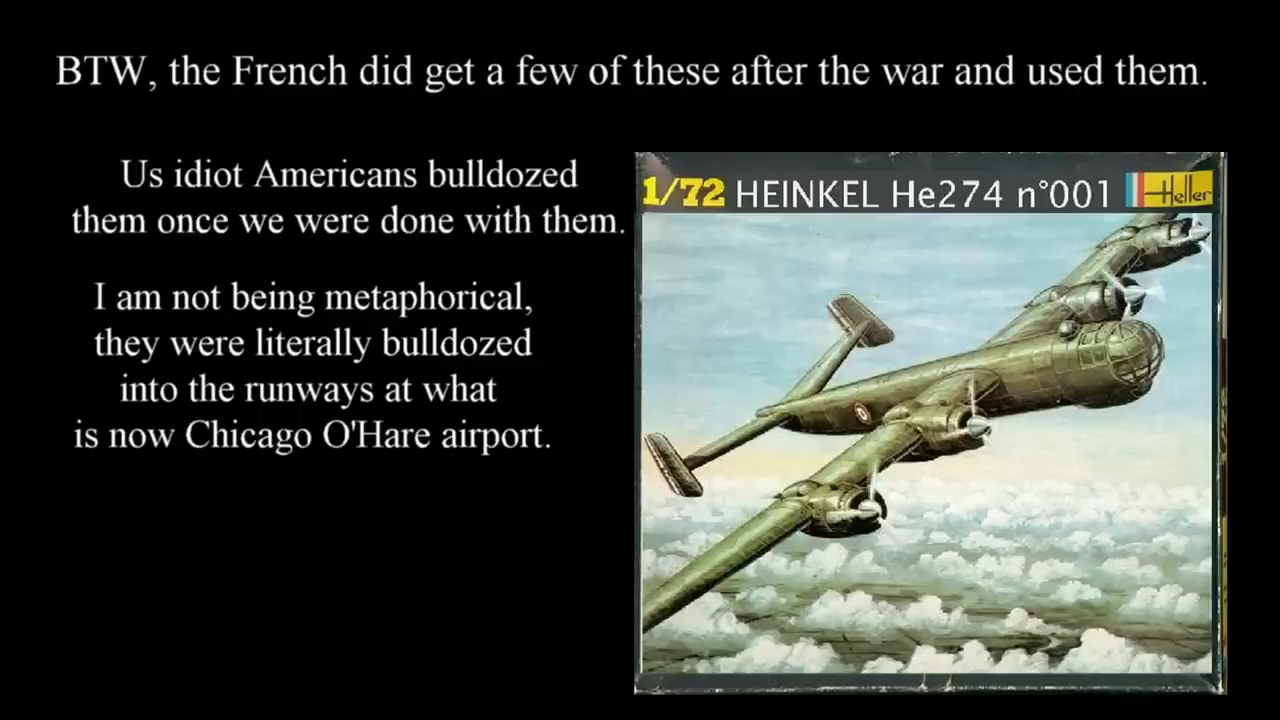 BTW, the French did get a few of these after the war and used them.
Us idiot Americans bulldozed
them once we were done with them.
I am not being metaphorical,
they were literally bulldozed
into the runways at what
is now Chicago O'Hare airport.
1/72 HEINKEL He274 n°001 Heller